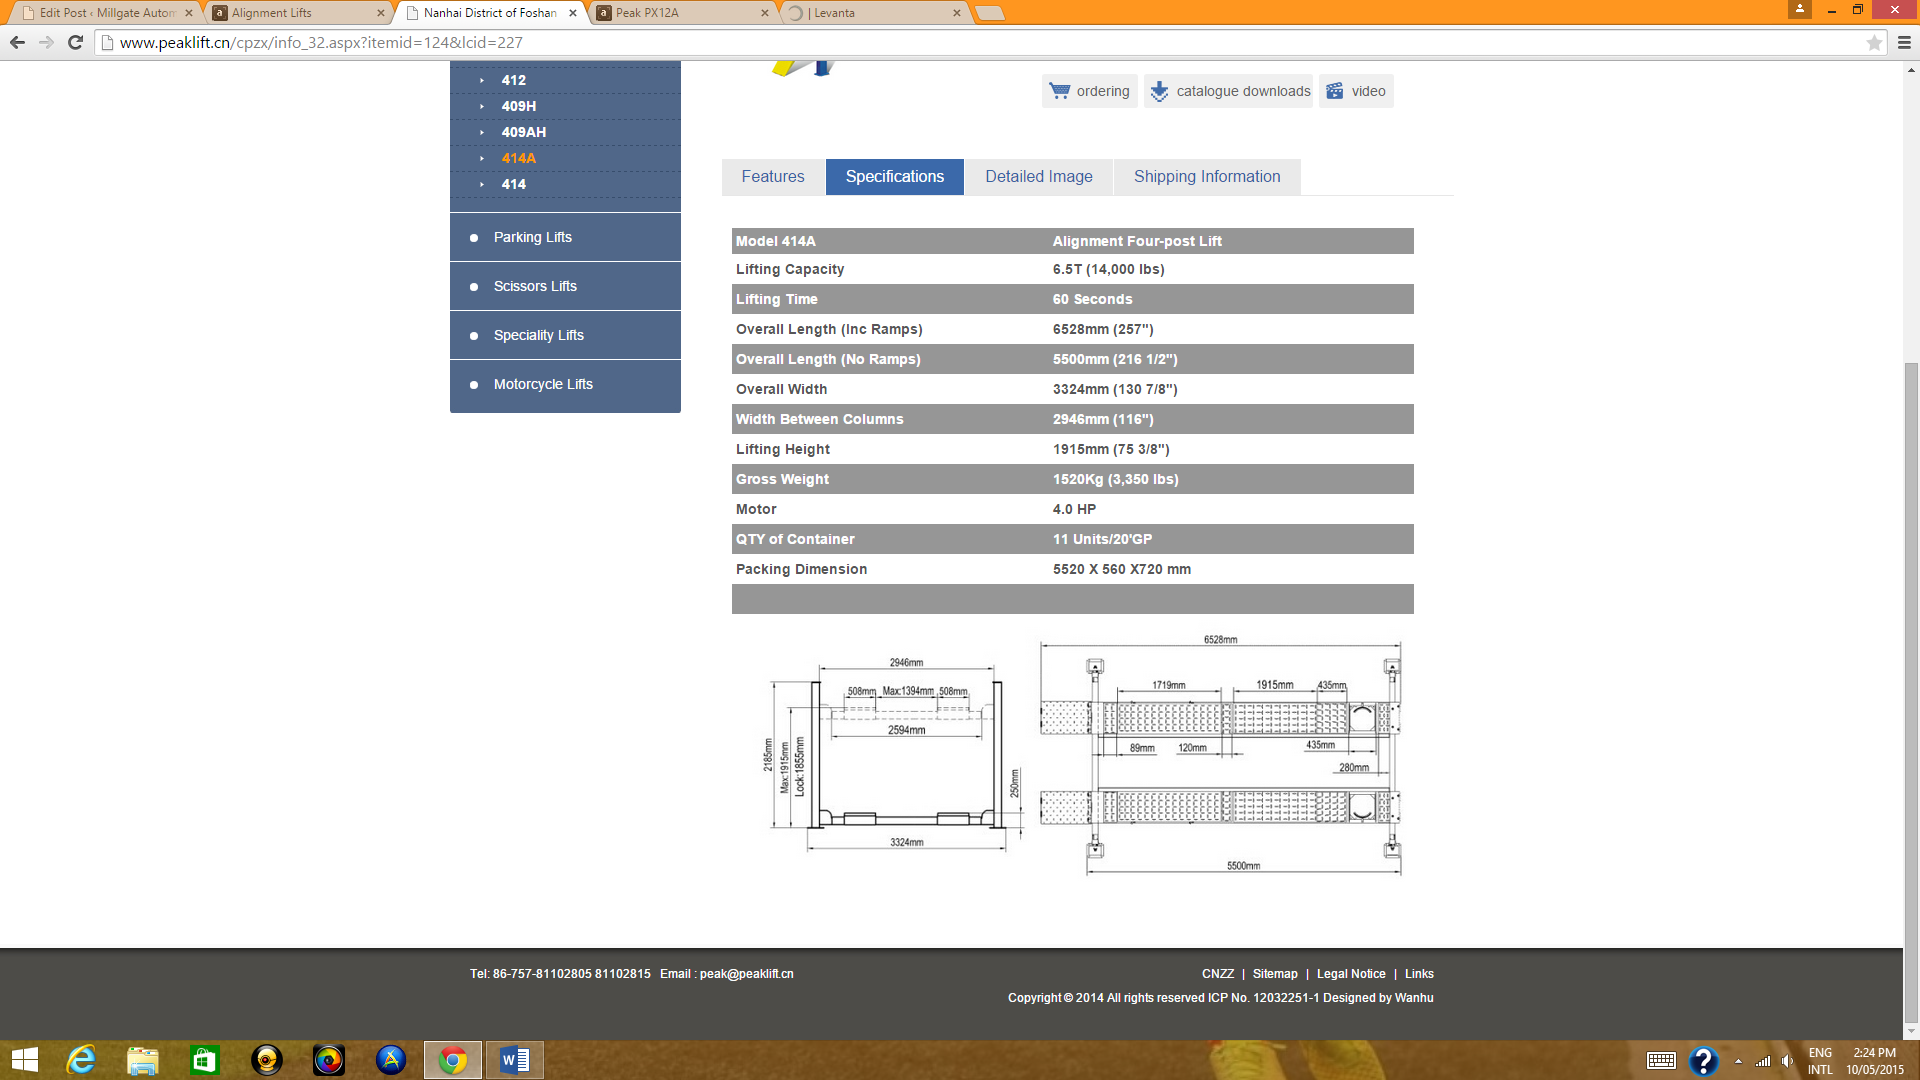 Edit Post ‹ Millgate Autom
Alignment Lifts
Nanhai District of Foshan
Peak PX12A
| Levanta
www.peaklift.cn/cpzx/info_32.aspx?itemid=124&lcid=227
412
409H
409AH
414A
414
Parking Lifts
Scissors Lifts
Speciality Lifts
Motorcycle Lifts
ordering
catalogue downloads
video
Features
Specifications
Detailed Image
Shipping Information
Model 414A Alignment Four-post Lift
Lifting Capacity 6.5T (14,000 lbs)
Lifting Time 60 Seconds
Overall Length (Inc Ramps) 6528mm (257")
Overall Length (No Ramps) 5500mm (216 1/2")
Overall Width 3324mm (130 7/8")
Width Between Columns 2946mm (116")
Lifting Height 1915mm (75 3/8")
Gross Weight 1520Kg (3,350 lbs)
Motor 4.0 HP
QTY of Container 11 Units/20'GP
Packing Dimension 5520 X 560 X720 mm
2946mm
508mm Max:1394mm 508mm
2594mm
2185mm
Max:1915mm
Lock:1855mm
250mm
3324mm
6528mm
1719mm 1915mm 435mm
89mm 120mm 435mm
280mm
5500mm
Tel: 86-757-81102805 81102815 Email : peak@peaklift.cn
CNZZ | Sitemap | Legal Notice | Links
Copyright © 2014 All rights reserved ICP No. 12032251-1 Designed by Wanhu
ENG
INTL
2:24 PM
10/05/2015